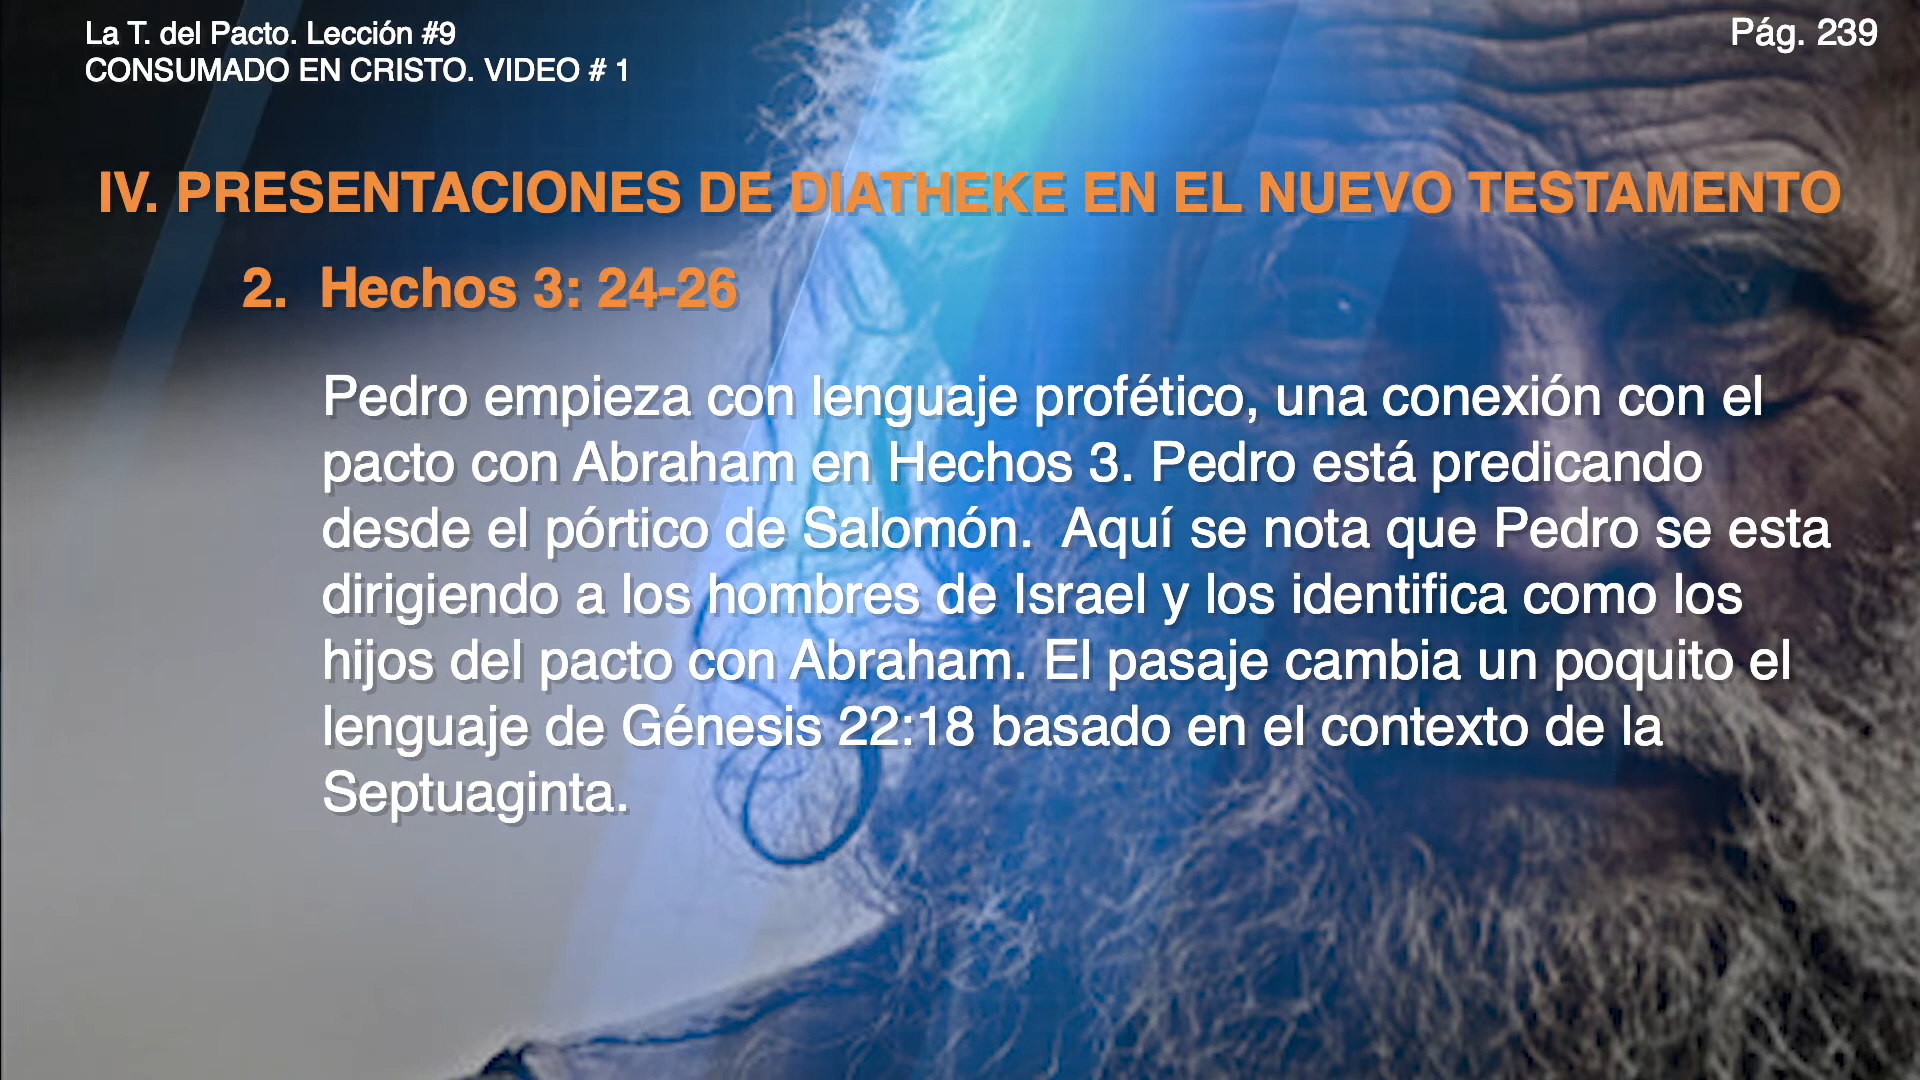 La T. del Pacto. Lección #9
CONSUMADO EN CRISTO. VIDEO # 1
Pág. 239
IV. PRESENTACIONES DE DIATHEKE EN EL NUEVO TESTAMENTO
2. Hechos 3: 24-26
Pedro empieza con lenguaje profético, una conexión con el
pacto con Abraham en Hechos 3. Pedro está predicando
desde el pórtico de Salomón. Aquí se nota que Pedro se esta
dirigiendo a los hombres de Israel y los identifica como los
hijos del pacto con Abraham. El pasaje cambia un poquito el
lenguaje de Génesis 22:18 basado en el contexto de la
Septuaginta.